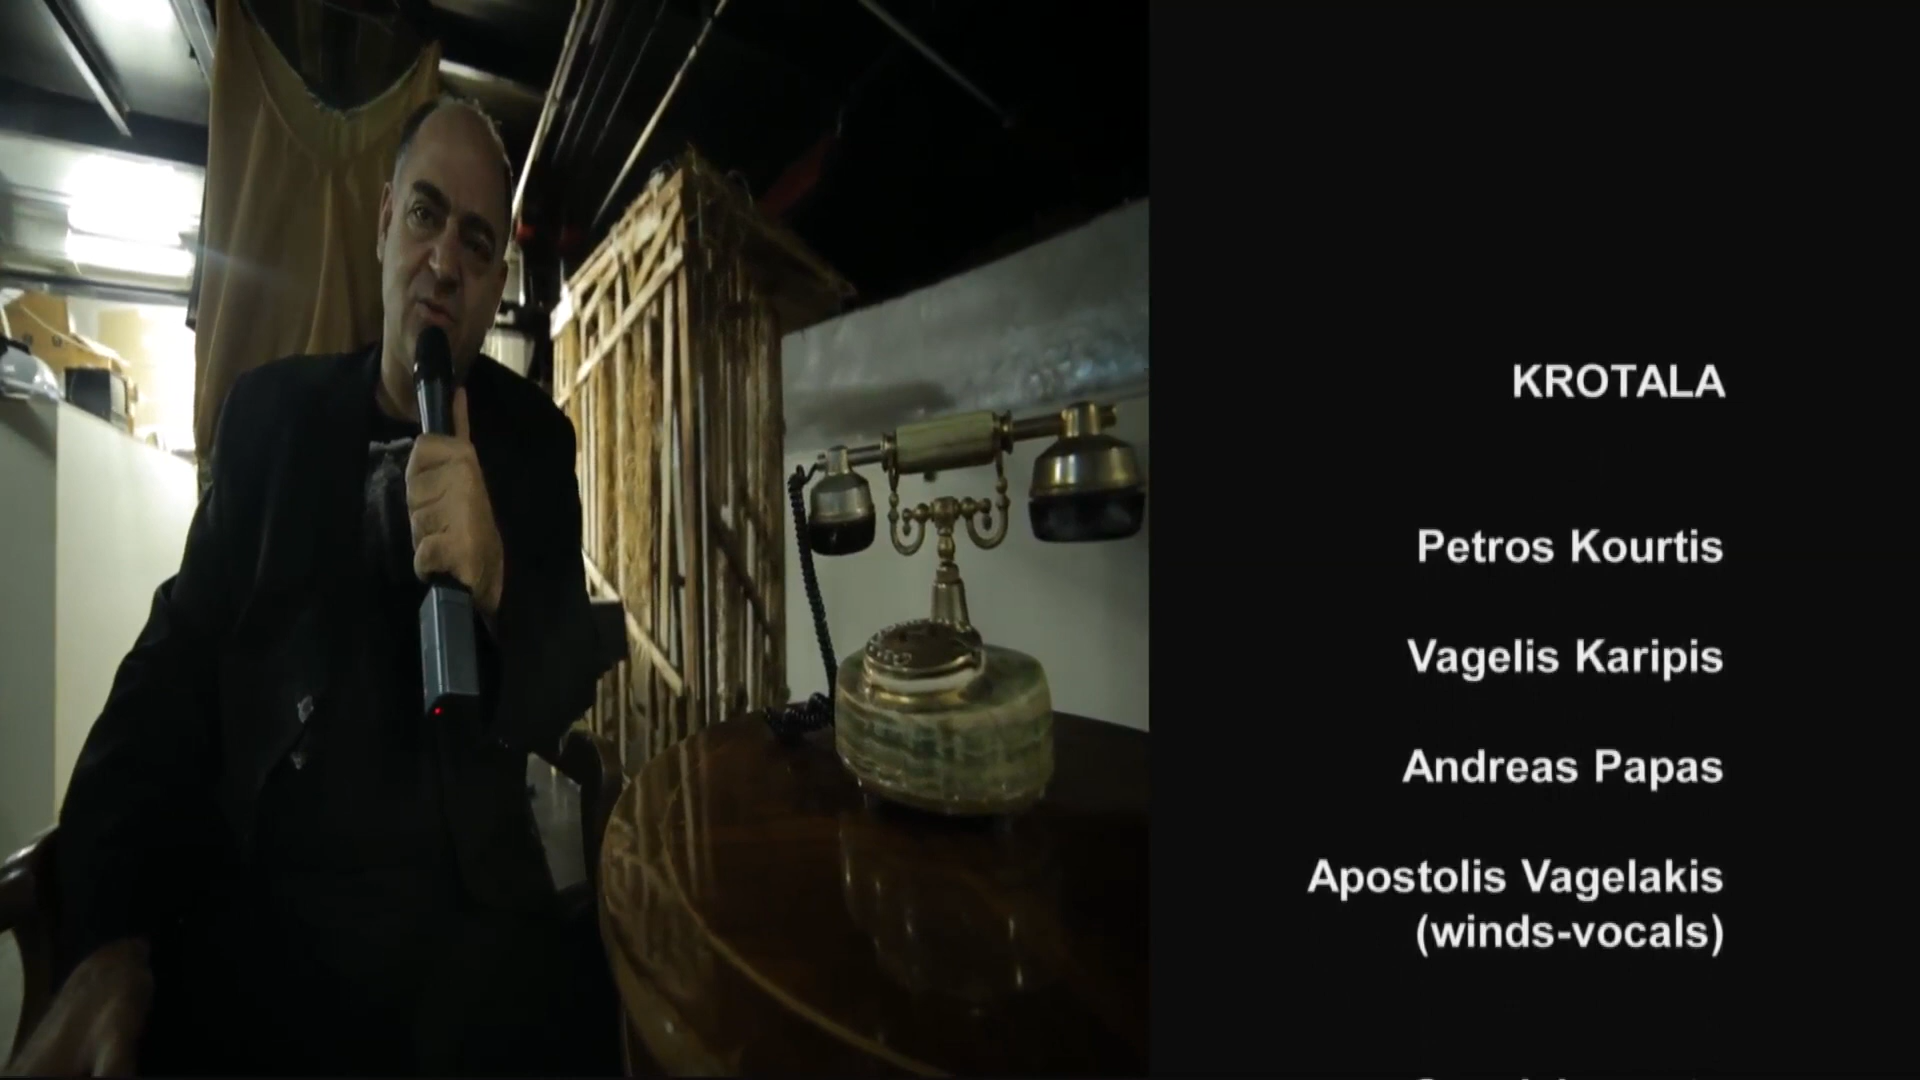 KROTALA
Petros Kourtis
Vagelis Karipis
Andreas Papas
Apostolis Vagelakis
(winds-vocals)